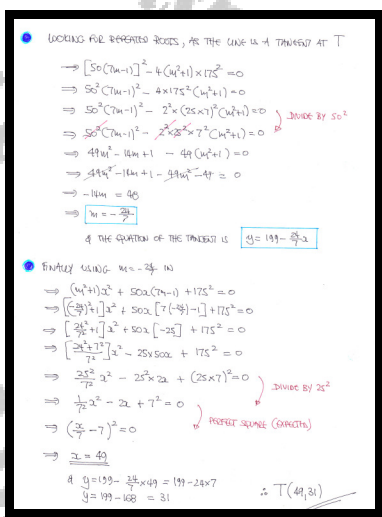 LOOKING FOR REPEATED ROOTS, AS THE LINE IS A TANGENT AT T
⇒ [50(7m-1)]² - 4(m²+1)×175² = 0
⇒ 50²(7m-1)² - 4×175²(m²+1) = 0
⇒ 50²(7m-1)² - 2²×(25×7)²(m²+1) = 0
DIVIDE BY 50²
⇒ 50²(7m-1)² - 2²×25²×7²(m²+1) = 0
⇒ 49m² - 14m + 1 - 49(m²+1) = 0
⇒ 49m² - 14m + 1 - 49m² - 49 = 0
⇒ -14m = 48
⇒ m = -24/7
& THE EQUATION OF THE TANGENT IS y = 199 - 24/7 x
FINALLY USING m = -24/7 IN
⇒ (m²+1)x² + 50x(7m-1) + 175² = 0
⇒ [(-24/7)²+1]x² + 50x[7(-24/7)-1] + 175² = 0
⇒ [24²/7²+1]x² + 50x[-25] + 175² = 0
⇒ [(24²+7²)/7²]x² - 25×50x + 175² = 0
⇒ 25²/7² x² - 25²×2x + (25×7)² = 0
DIVIDE BY 25²
⇒ 1/7² x² - 2x + 7² = 0
PERFECT SQUARE (EXPECTED)
⇒ (x/7 - 7)² = 0
⇒ x = 49
& y = 199 - 24/7 × 49 = 199 - 24×7
y = 199 - 168 = 31
∴ T(49,31)